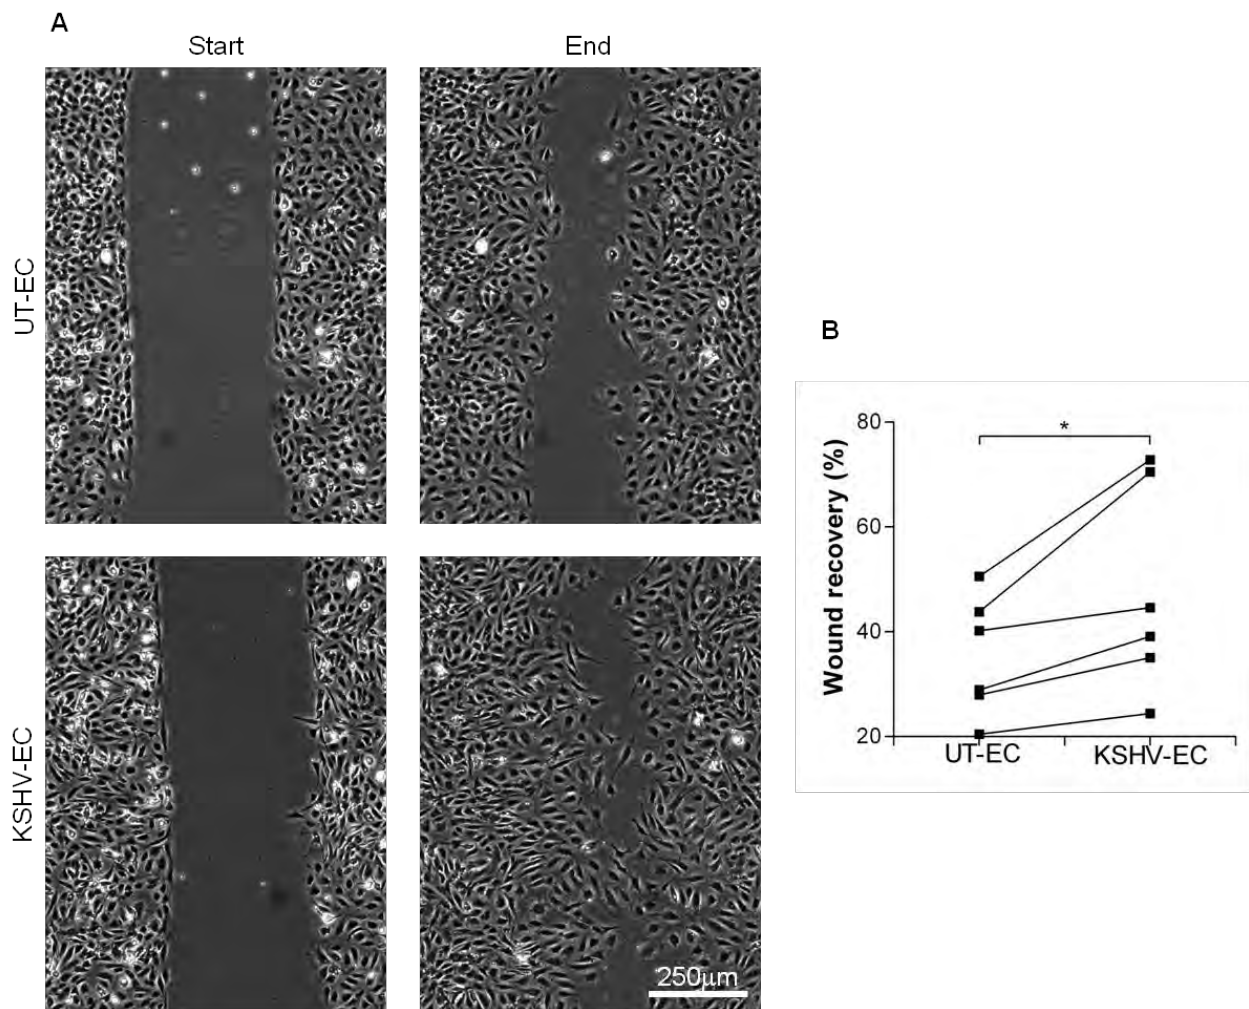 A
Start
End
UT-EC
KSHV-EC
250μm
B
Wound recovery (%)
80
60
40
20
*
UT-EC
KSHV-EC